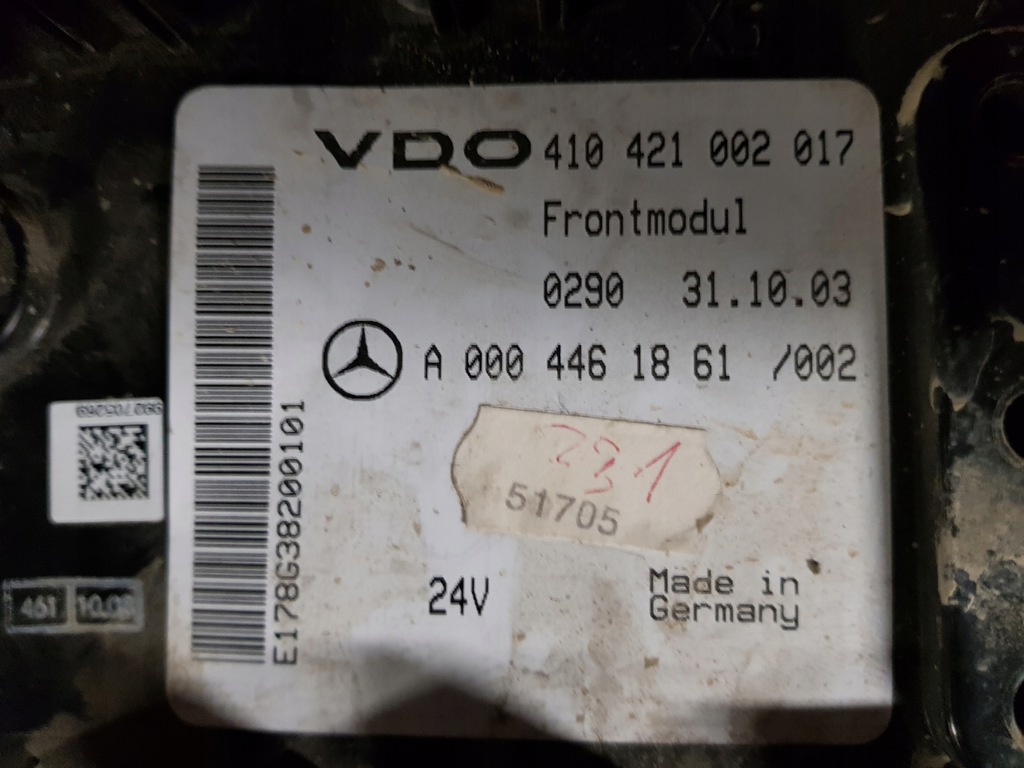 VDO 410 421 002 017
Frontmodul
0290 31.10.03
A 000 446 18 61 /002
231
51705
24V
Made in
Germany
E178G38200101
461 10.03